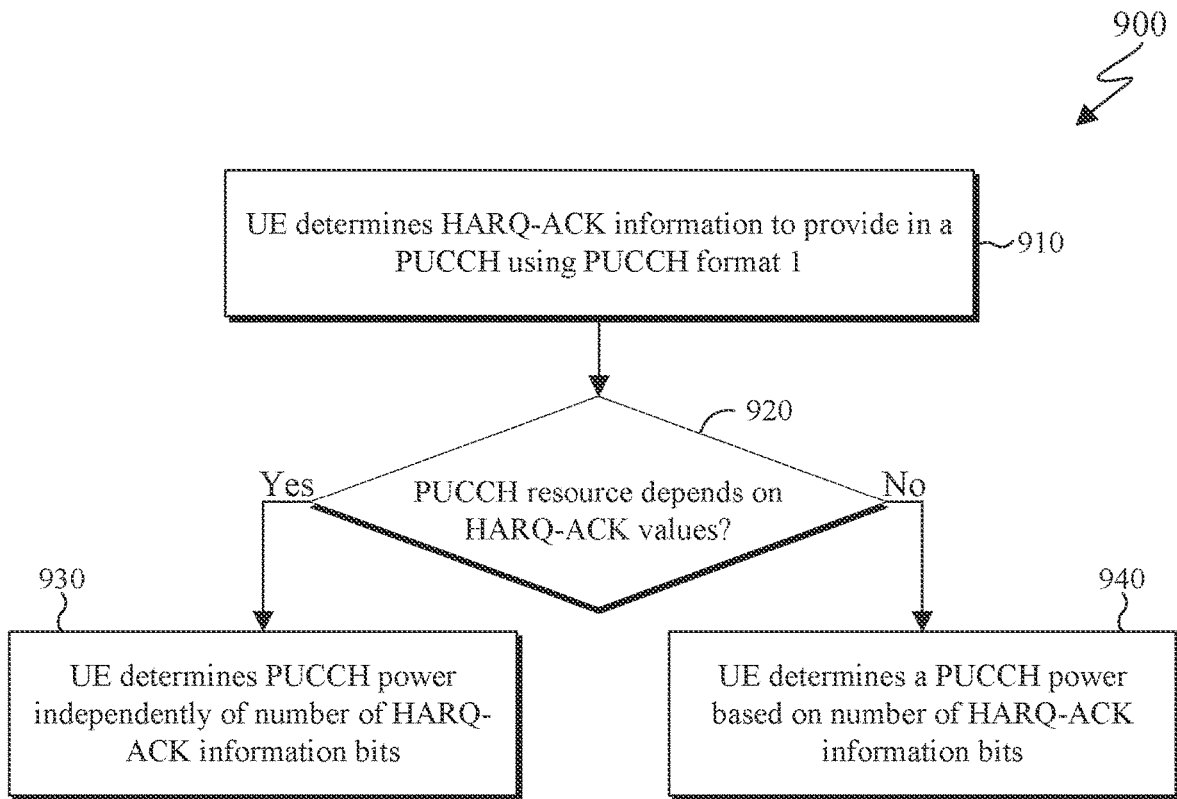 900
UE determines HARQ-ACK information to provide in a
PUCCH using PUCCH format 1
910
920
Yes
No
PUCCH resource depends on
HARQ-ACK values?
930
940
UE determines PUCCH power
independently of number of HARQ-
ACK information bits
UE determines a PUCCH power
based on number of HARQ-ACK
information bits